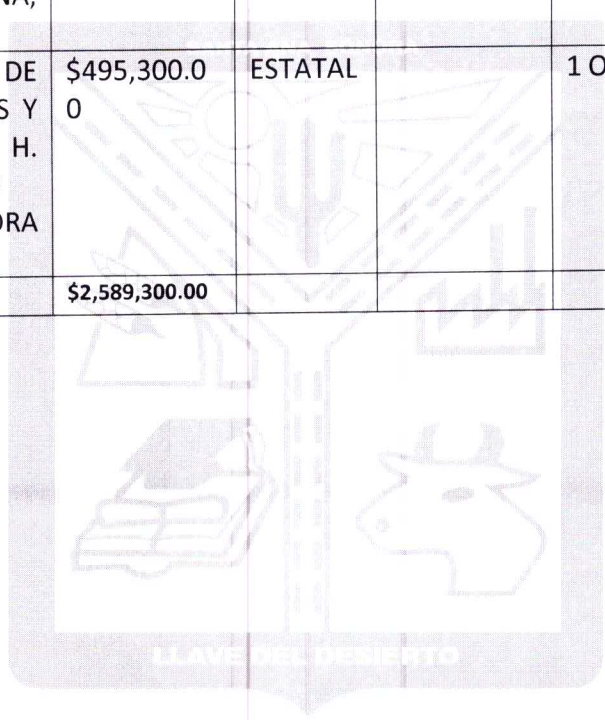 NA,
DE $495,300.0 ESTATAL 1 O
S Y 0
H.
ORA
$2,589,300.00
LLAVE DEL DESIERTO